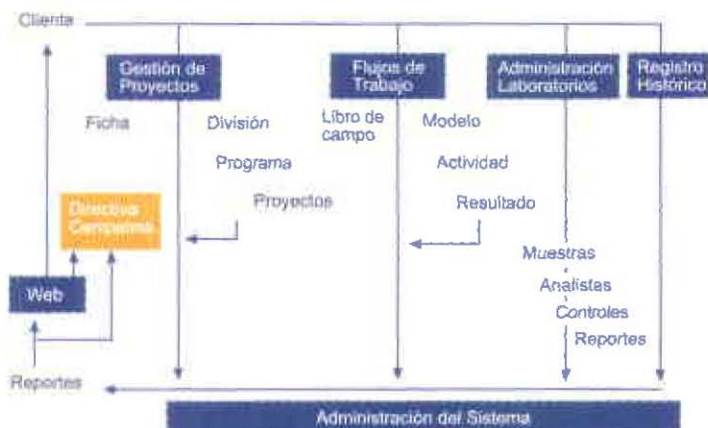 Cliente
Gestión de
Proyectos
Flujos de
Trabajo
Administración
Laboratorios
Registro
Histórico
Ficha
División
Libro de
campo
Modelo
Programa
Actividad
Proyectos
Resultado
Directiva
Muestras
Web
Analistas
Controles
Reportes
Reportes
Administración del Sistema